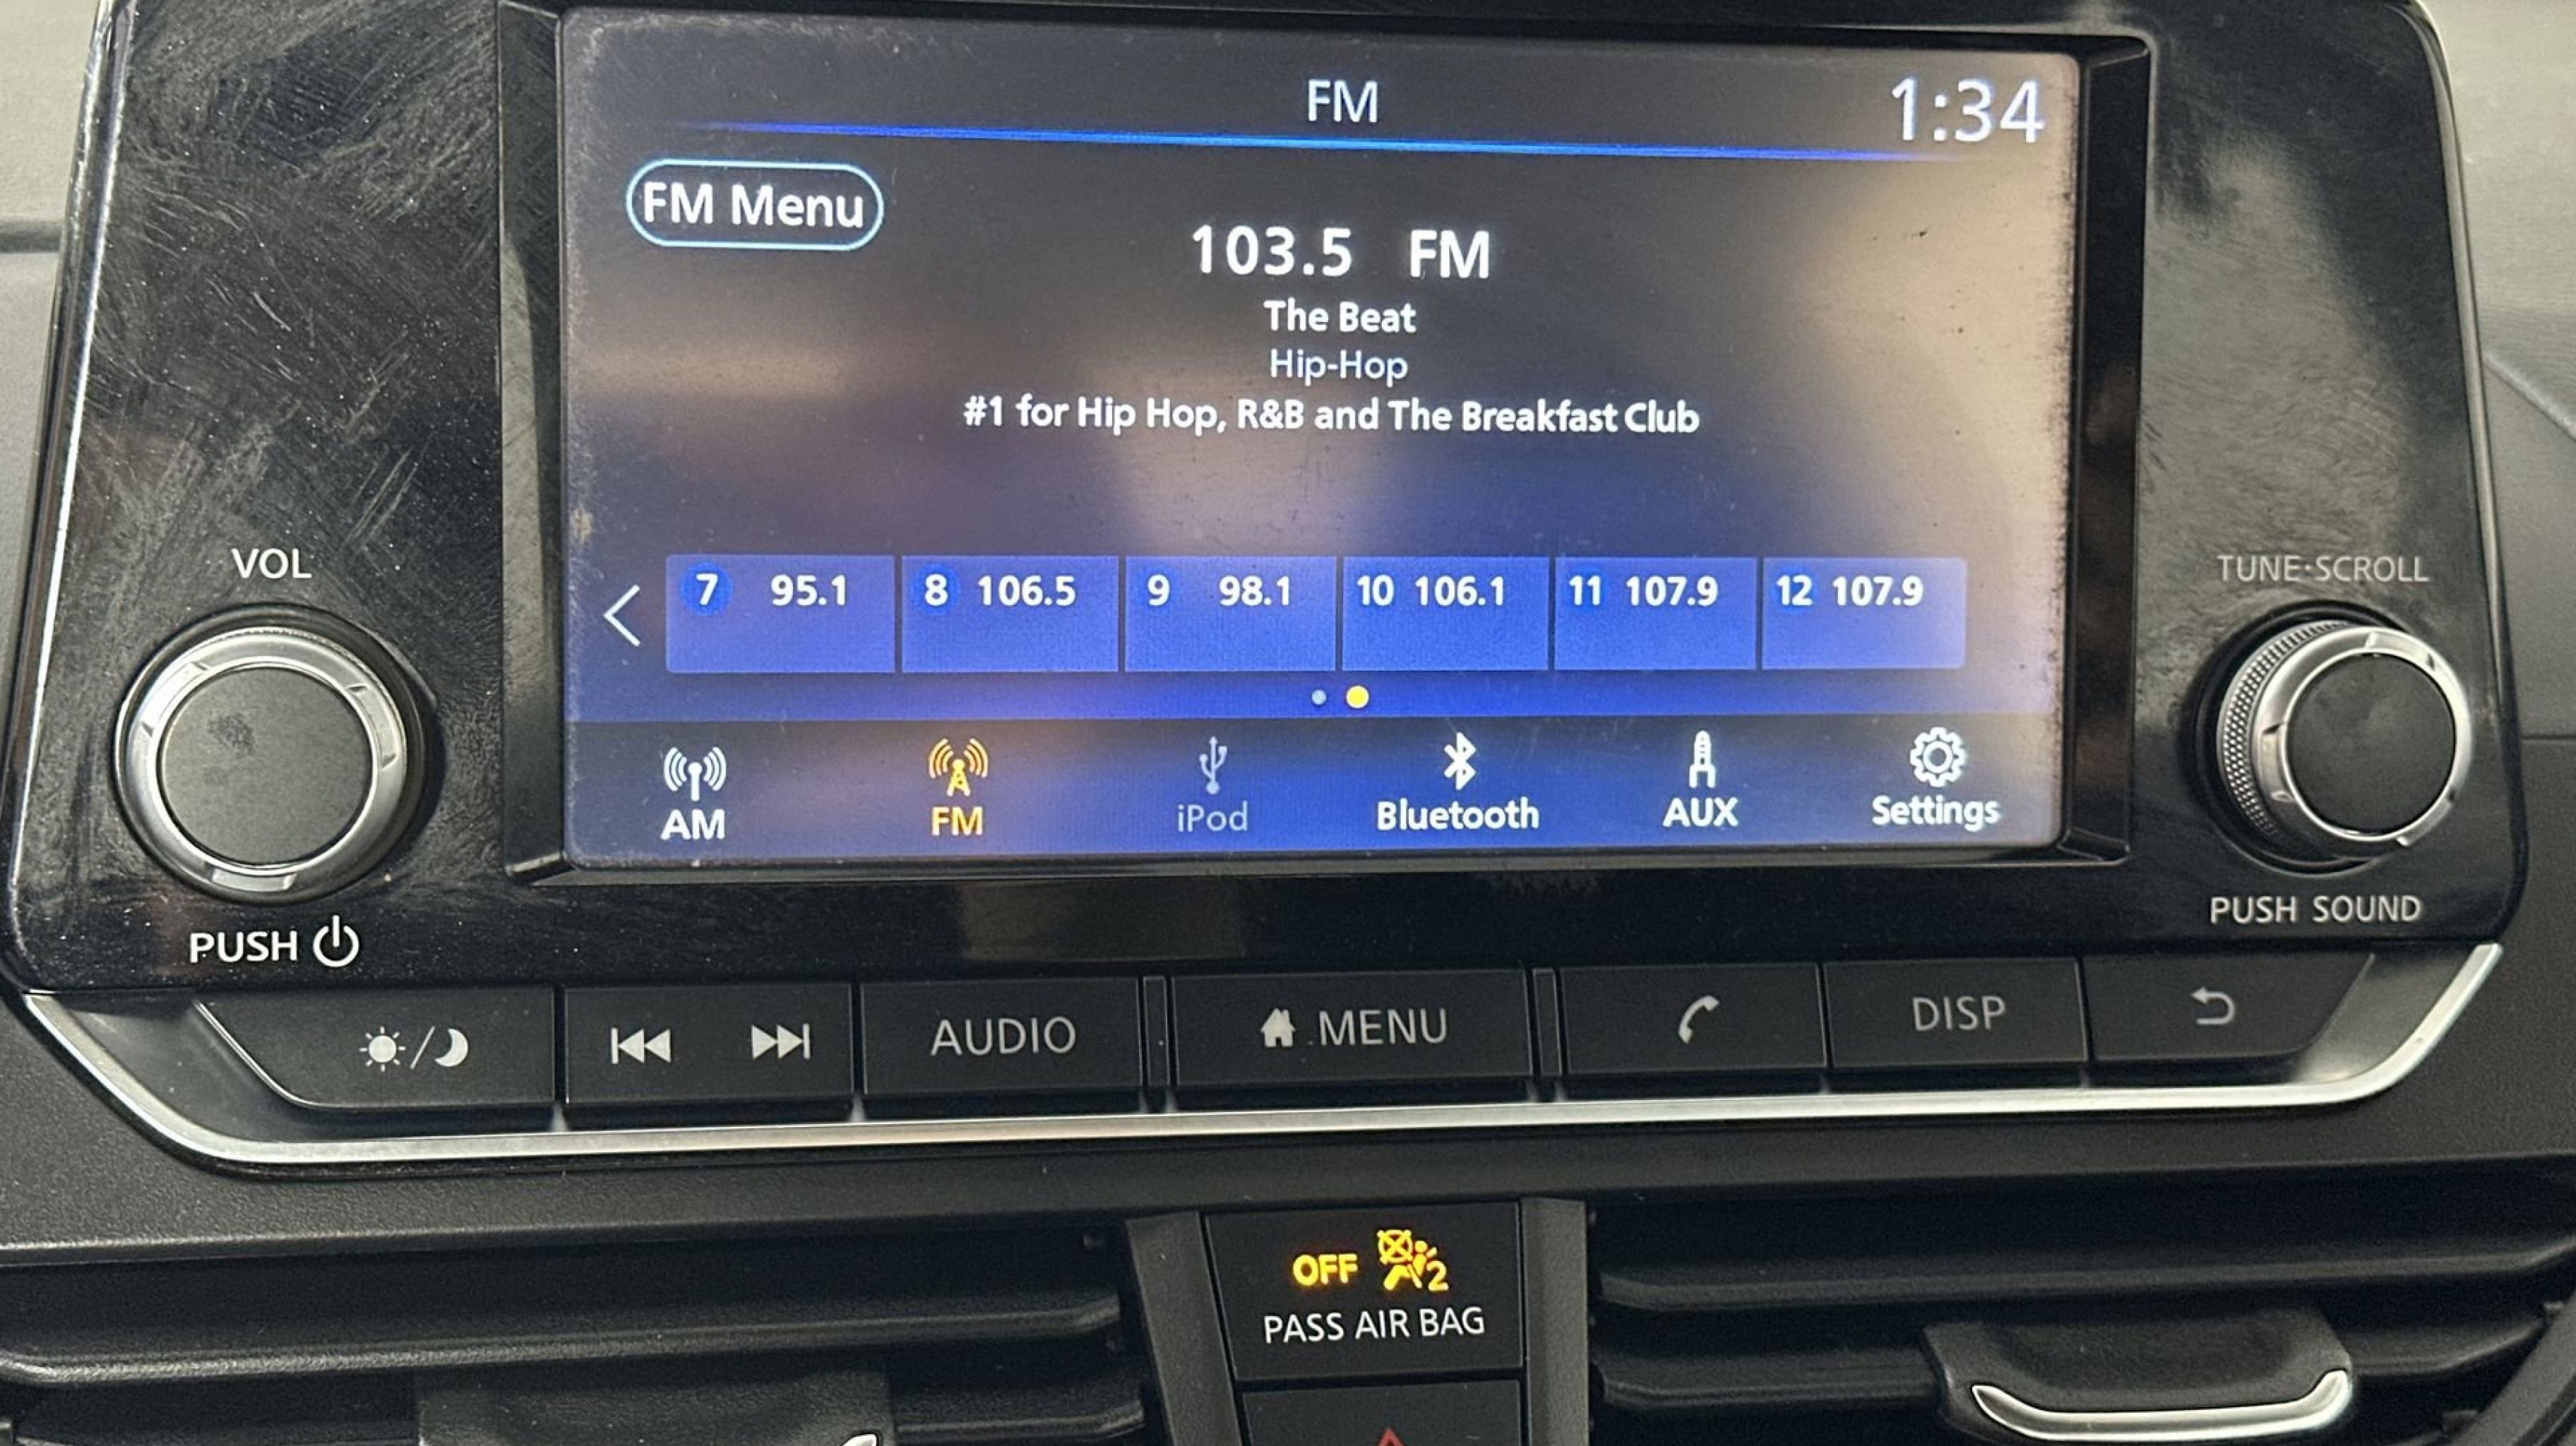 FM
1:34
FM Menu
103.5 FM
The Beat
Hip-Hop
#1 for Hip Hop, R&B and The Breakfast Club
7 95.1 8 106.5 9 98.1 10 106.1 11 107.9 12 107.9
AM FM iPod Bluetooth AUX Settings
VOL
PUSH
TUNE·SCROLL
PUSH SOUND
AUDIO MENU DISP
OFF 2
PASS AIR BAG